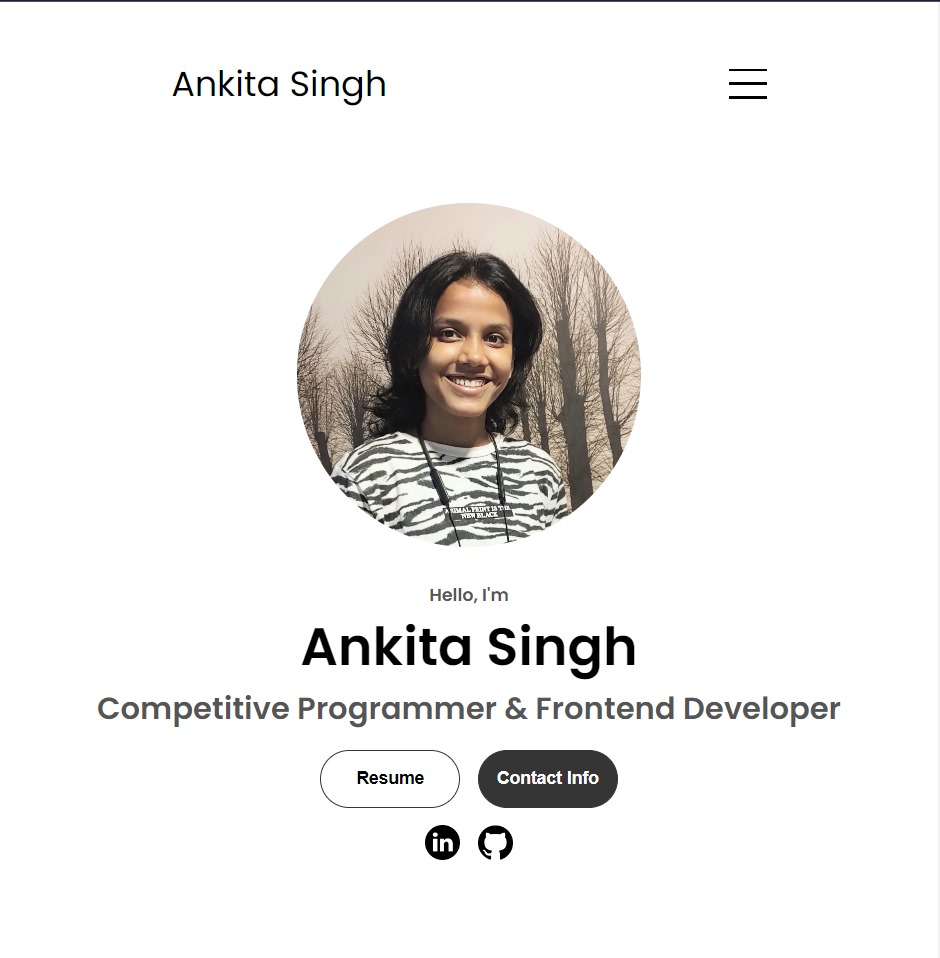 Ankita Singh
ANIMAL PRINT IS THE
NEW BLACK
Hello, I'm
Ankita Singh
Competitive Programmer & Frontend Developer
Resume
Contact Info
in